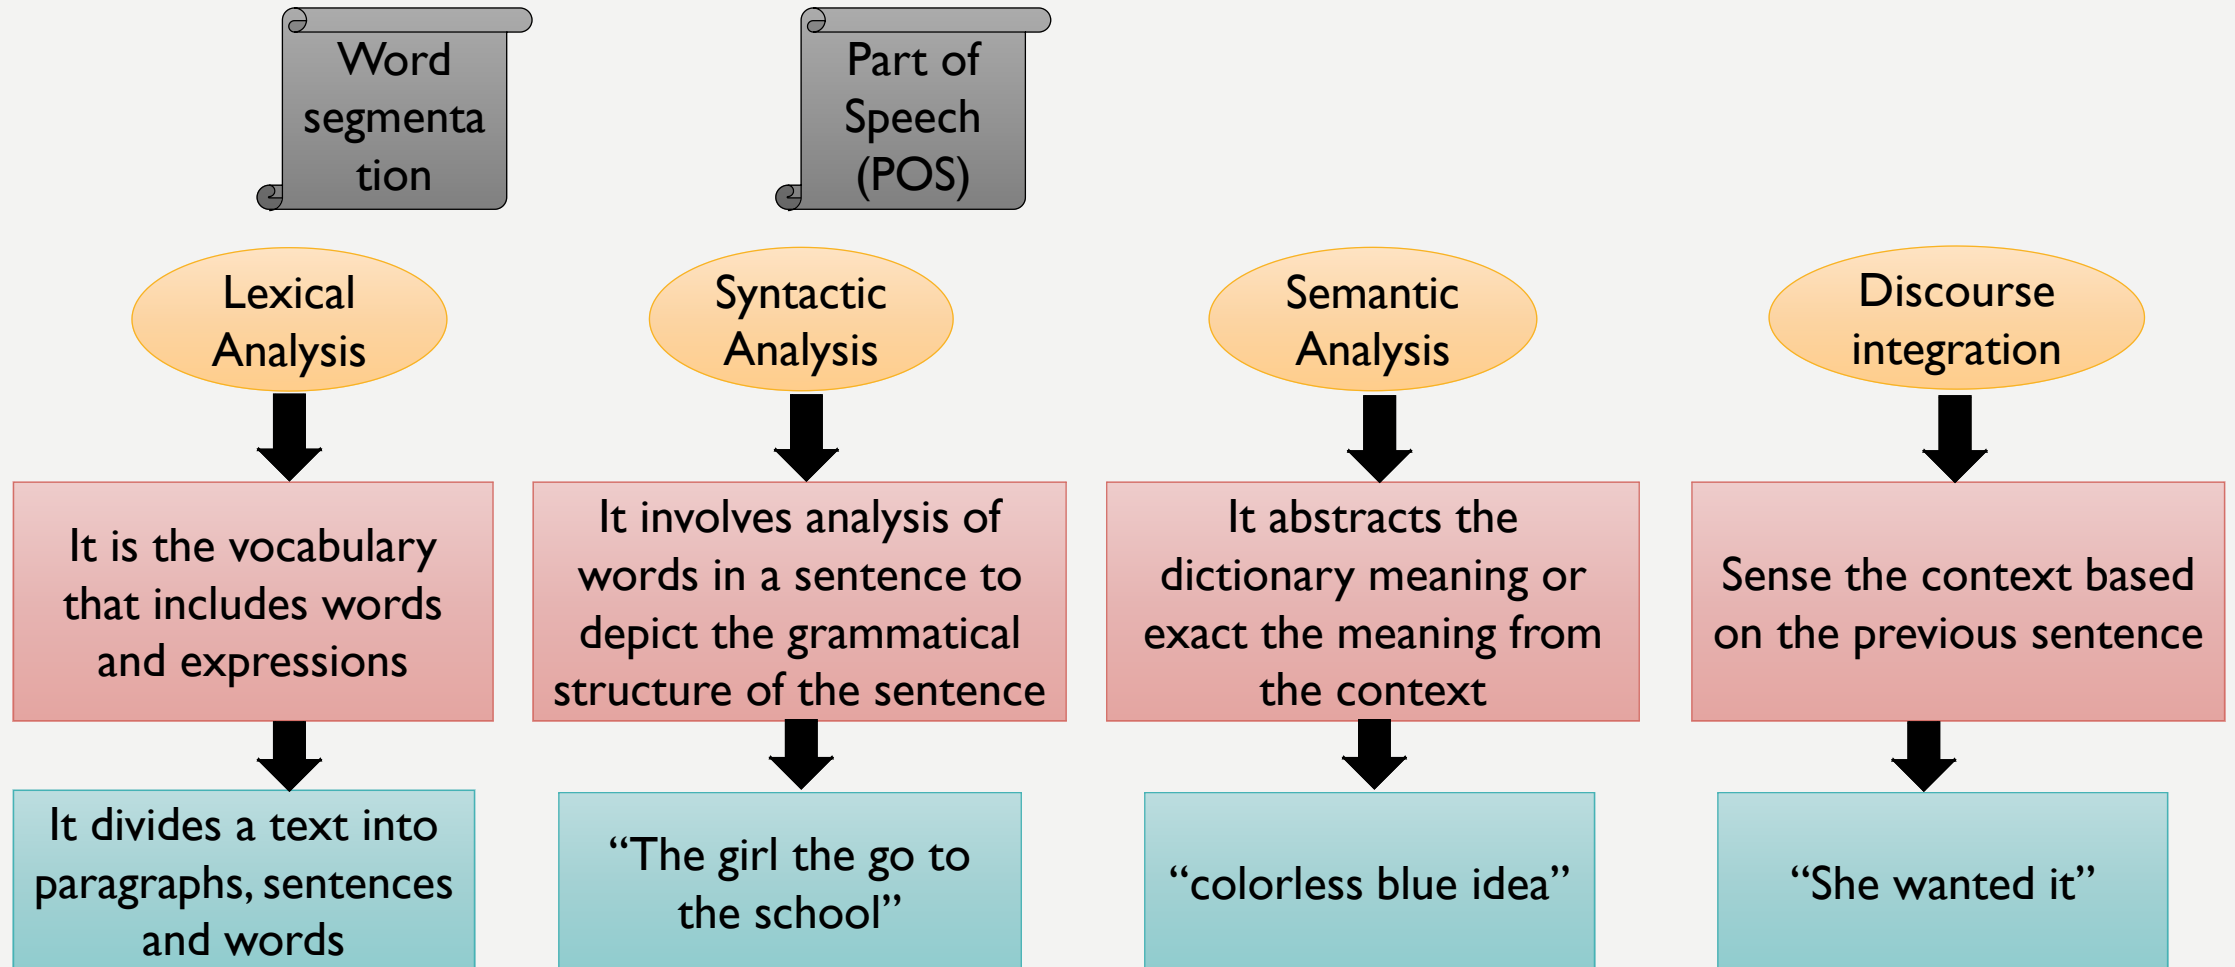 Word
segmenta
tion
Part of
Speech
(POS)
Lexical
Analysis
Syntactic
Analysis
Semantic
Analysis
Discourse
integration
It is the vocabulary
that includes words
and expressions
It involves analysis of
words in a sentence to
depict the grammatical
structure of the sentence
It abstracts the
dictionary meaning or
exact the meaning from
the context
Sense the context based
on the previous sentence
It divides a text into
paragraphs, sentences
and words
“The girl the go to
the school”
“colorless blue idea”
“She wanted it”